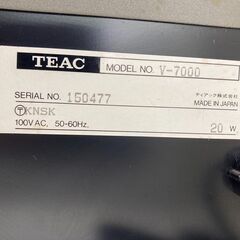 TEAC MODEL NO. V-7000
ティアック株式会社
SERIAL NO. 150477 MADE IN JAPAN
ⓉKNSK
100V AC, 50-60Hz, 20 W